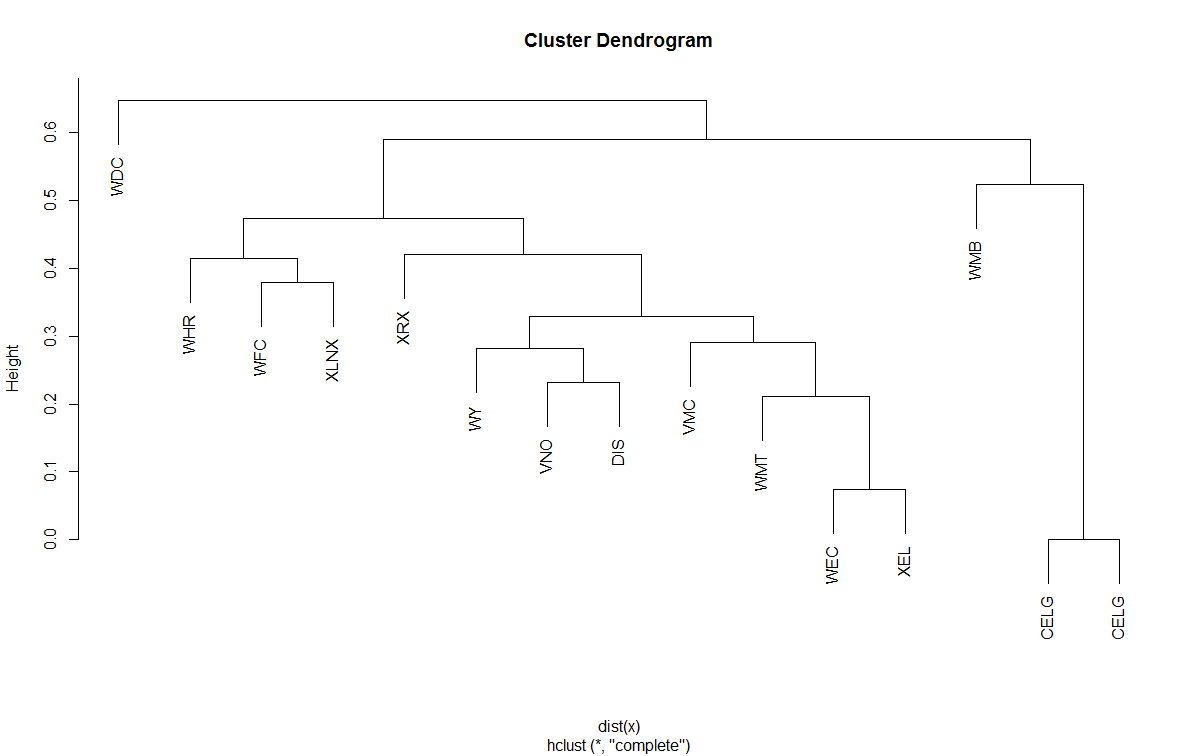 Cluster Dendrogram
Height
0.0
0.1
0.2
0.3
0.4
0.5
0.6
WDC
WHR
WFC
XLNX
XRX
WY
VNO
DIS
VMC
WMT
WEC
XEL
WMB
CELG
CELG
dist(x)
hclust (*, "complete")